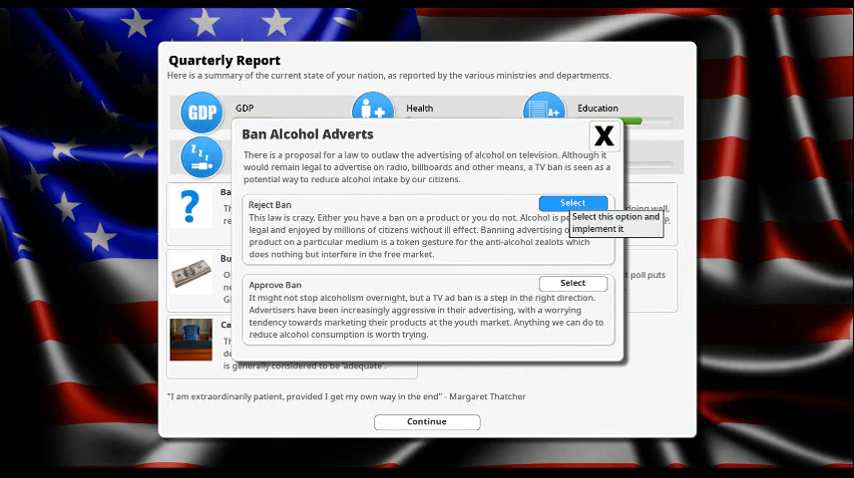 Quarterly Report
Here is a summary of the current state of your nation, as reported by the various ministries and departments.
GDP
GDP
Health
Education
A+
Ban Alcohol Adverts
X
There is a proposal for a law to outlaw the advertising of alcohol on television. Although it
would remain legal to advertise on radio, billboards and other means, a TV ban is seen as a
potential way to reduce alcohol intake by our citizens.
Reject Ban
Select
This law is crazy. Either you have a ban on a product or you do not. Alcohol is
legal and enjoyed by millions of citizens without ill effect. Banning advertising
product on a particular medium is a token gesture for the anti-alcohol zealots which
does nothing but interfere in the free market.
Select this option and
implement it
Approve Ban
Select
It might not stop alcoholism overnight, but a TV ad ban is a step in the right direction.
Advertisers have been increasingly aggressive in their advertising, with a worrying
tendency towards marketing their products at the youth market. Anything we can do to
reduce alcohol consumption is worth trying.
doing well,
poll puts
is generally considered to be 'adequate'.
"I am extraordinarily patient, provided I get my own way in the end" - Margaret Thatcher
Continue